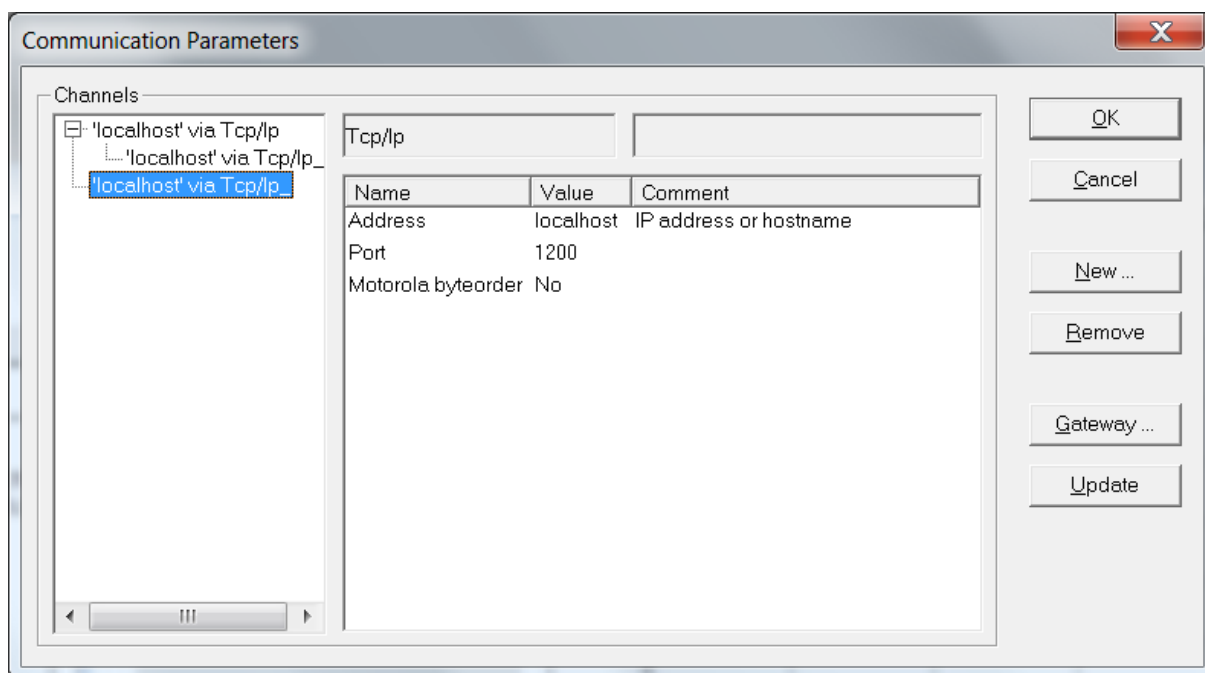 Communication Parameters
X
Channels
'localhost' via Tcp/Ip
'localhost' via Tcp/Ip_
'localhost' via Tcp/Ip_
Tcp/Ip
Name Value Comment
Address localhost IP address or hostname
Port 1200
Motorola byteorder No
OK
Cancel
New ...
Remove
Gateway ...
Update